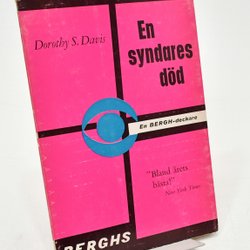 Dorothy S. Davis
En
syndares
död
En BERGH-deckare
"Bland årets
bästa!"
New York Times
BERGHS